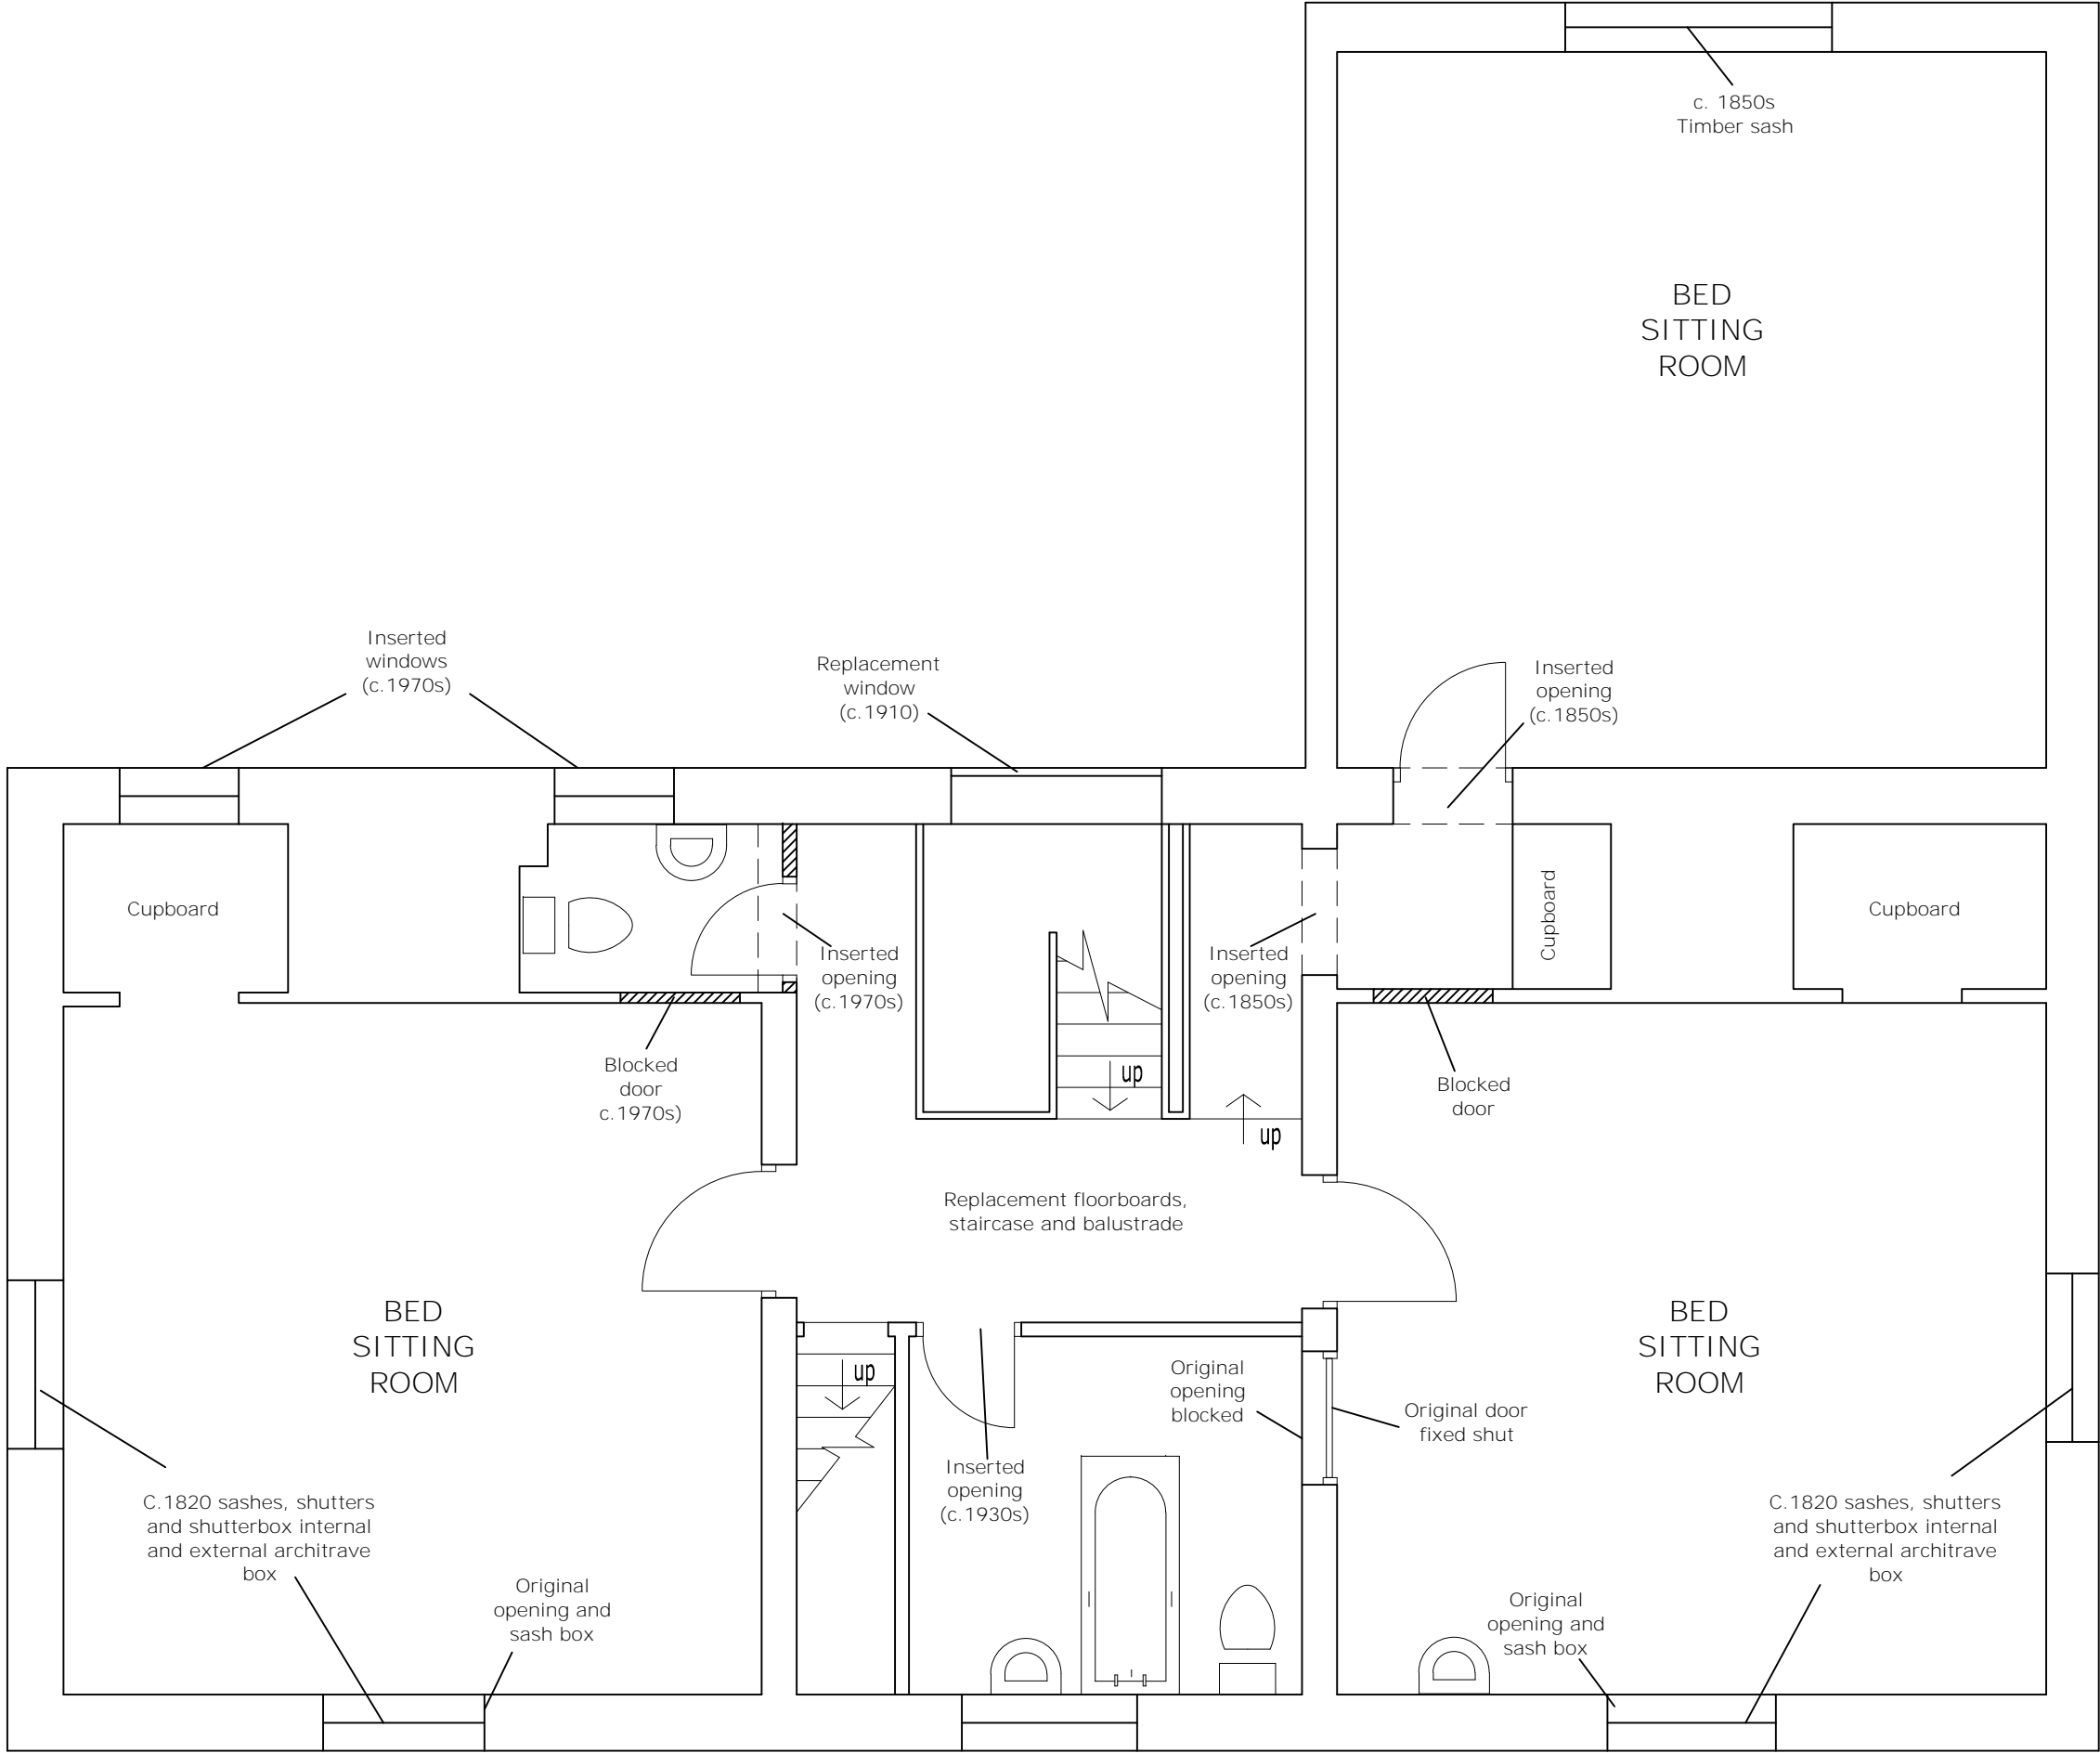 c. 1850s
Timber sash
BED
SITTING
ROOM
Inserted
windows
(c.1970s)
Replacement
window
(c.1910)
Inserted
opening
(c.1850s)
Cupboard
Cupboard
Cupboard
Inserted
opening
(c.1970s)
Inserted
opening
(c.1850s)
Blocked
door
c.1970s)
up
Blocked
door
up
Replacement floorboards,
staircase and balustrade
BED
SITTING
ROOM
up
Original
opening
blocked
Original door
fixed shut
BED
SITTING
ROOM
Inserted
opening
(c.1930s)
C.1820 sashes, shutters
and shutterbox internal
and external architrave
box
Original
opening and
sash box
Original
opening and
sash box
C.1820 sashes, shutters
and shutterbox internal
and external architrave
box